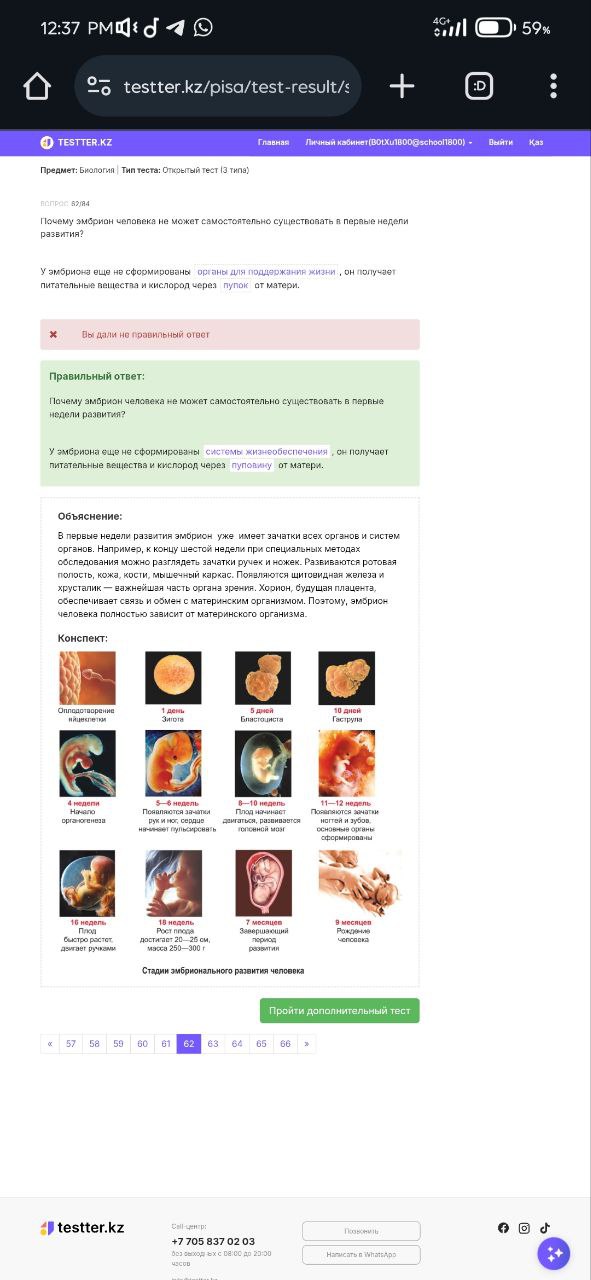 12:37 PM
4G+
59%
testter.kz/pisa/test-result/s
:D
TESTTER.KZ
Главная
Личный кабинет(B0tXu1800@school1800)
Выйти
Қаз
Предмет: Биология | Тип теста: Открытый тест (3 типа)
ВОПРОС 62/84
Почему эмбрион человека не может самостоятельно существовать в первые недели
развития?
У эмбриона еще не сформированы органы для поддержания жизни , он получает
питательные вещества и кислород через пупок от матери.
Вы дали не правильный ответ
Правильный ответ:
Почему эмбрион человека не может самостоятельно существовать в первые
недели развития?
У эмбриона еще не сформированы системы жизнеобеспечения , он получает
питательные вещества и кислород через пуповину от матери.
Объяснение:
В первые недели развития эмбрион уже имеет зачатки всех органов и систем
органов. Например, к концу шестой недели при специальных методах
обследования можно разглядеть зачатки ручек и ножек. Развиваются ротовая
полость, кожа, кости, мышечный каркас. Появляются щитовидная железа и
хрусталик — важнейшая часть органа зрения. Хорион, будущая плацента,
обеспечивает связь и обмен с материнским организмом. Поэтому, эмбрион
человека полностью зависит от материнского организма.
Конспект:
Оплодотворение
яйцеклетки
1 день
Зигота
5 дней
Бластоциста
10 дней
Гаструла
4 недели
Начало
органогенеза
5—6 недель
Появляются зачатки
рук и ног, сердце
начинает пульсировать
8—10 недель
Плод начинает
двигаться, развивается
головной мозг
11—12 недель
Появляются зачатки
ногтей и зубов,
основные органы
сформированы
16 недель
Плод
быстро растет,
двигает ручками
18 недель
Рост плода
достигает 20—25 см,
масса 250—300 г
7 месяцев
Завершающий
период
развития
9 месяцев
Рождение
человека
Стадии эмбрионального развития человека
Пройти дополнительный тест
« 57 58 59 60 61 62 63 64 65 66 »
testter.kz
Call-центр:
+7 705 837 02 03
без выходных с 08:00 до 20:00
часов
Позвонить
Написать в WhatsApp